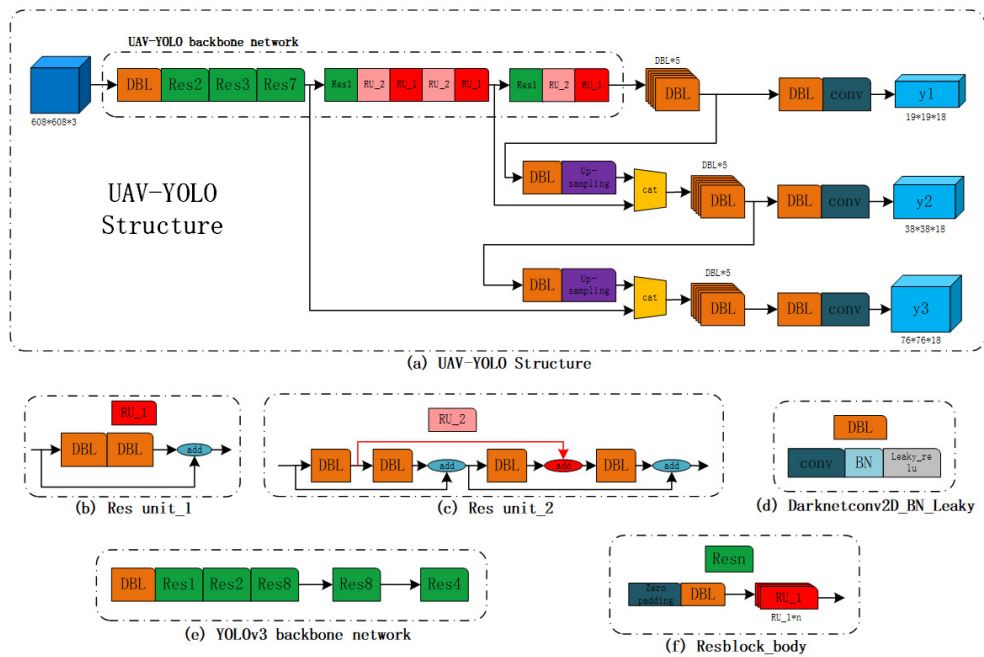 UAV-YOLO backbone network
DBL*5
DBL
Res2
Res3
Res7
Res1
RU_2
RU_1
RU_2
RU_1
Res1
RU_2
RU_1
DBL
DBL
conv
y1
608*608*3
19*19*18
DBL*5
UAV-YOLO
Structure
DBL
Up-
sampling
cat
DBL
DBL
conv
y2
38*38*18
DBL*5
DBL
Up-
sampling
cat
DBL
DBL
conv
y3
76*76*18
(a) UAV-YOLO Structure
RU_1
DBL
DBL
add
(b) Res unit_1
RU_2
DBL
DBL
add
DBL
add
DBL
add
(c) Res unit_2
DBL
conv
BN
Leaky_re
lu
(d) Darknetconv2D_BN_Leaky
DBL
Res1
Res2
Res8
Res8
Res4
(e) YOLOv3 backbone network
Resn
Zero
padding
DBL
RU_1
RU_1*n
(f) Resblock_body